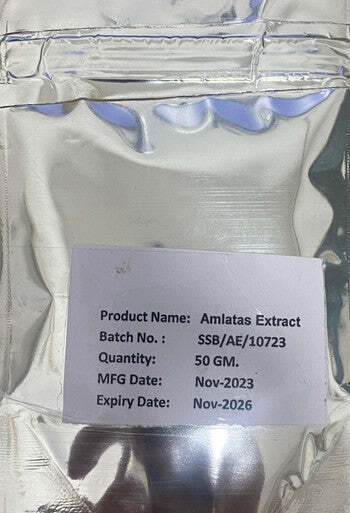 Product Name: Amlatas Extract
Batch No. : SSB/AE/10723
Quantity: 50 GM.
MFG Date: Nov-2023
Expiry Date: Nov-2026